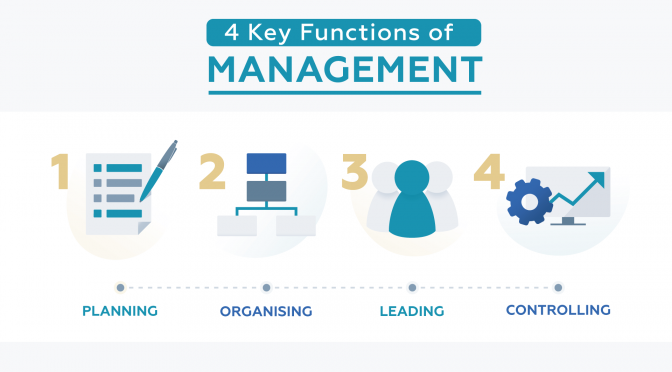 4 Key Functions of
MANAGEMENT
1
2
3
4
PLANNING
ORGANISING
LEADING
CONTROLLING